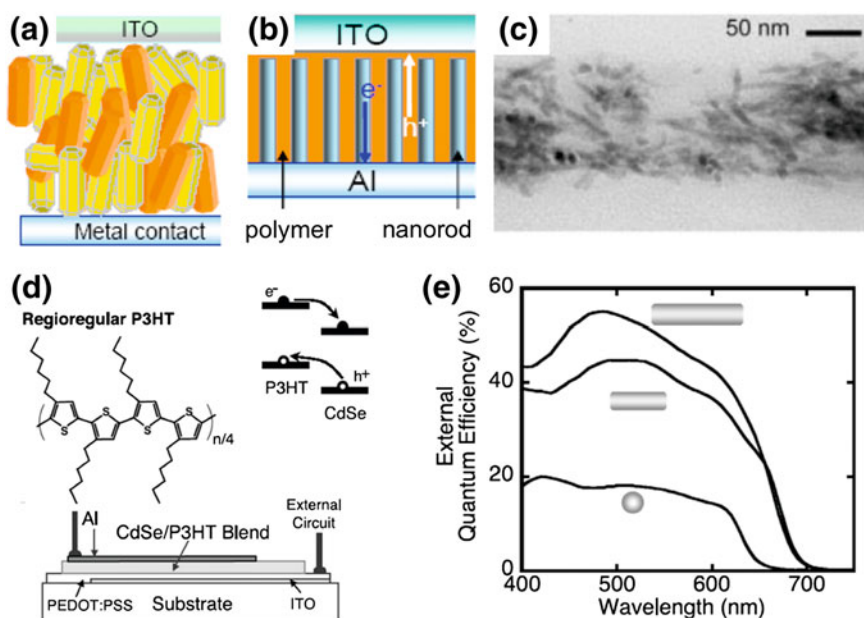 (a)
ITO
Metal contact
(b)
ITO
e-
h+
Al
polymer
nanorod
(c)
50 nm
(d)
Regioregular P3HT
S
S
S
S
n/4
e-
P3HT
h+
CdSe
Al
CdSe/P3HT Blend
External
Circuit
PEDOT:PSS
Substrate
ITO
(e)
External
Quantum Efficiency (%)
60
40
20
0
400
500
600
700
Wavelength (nm)